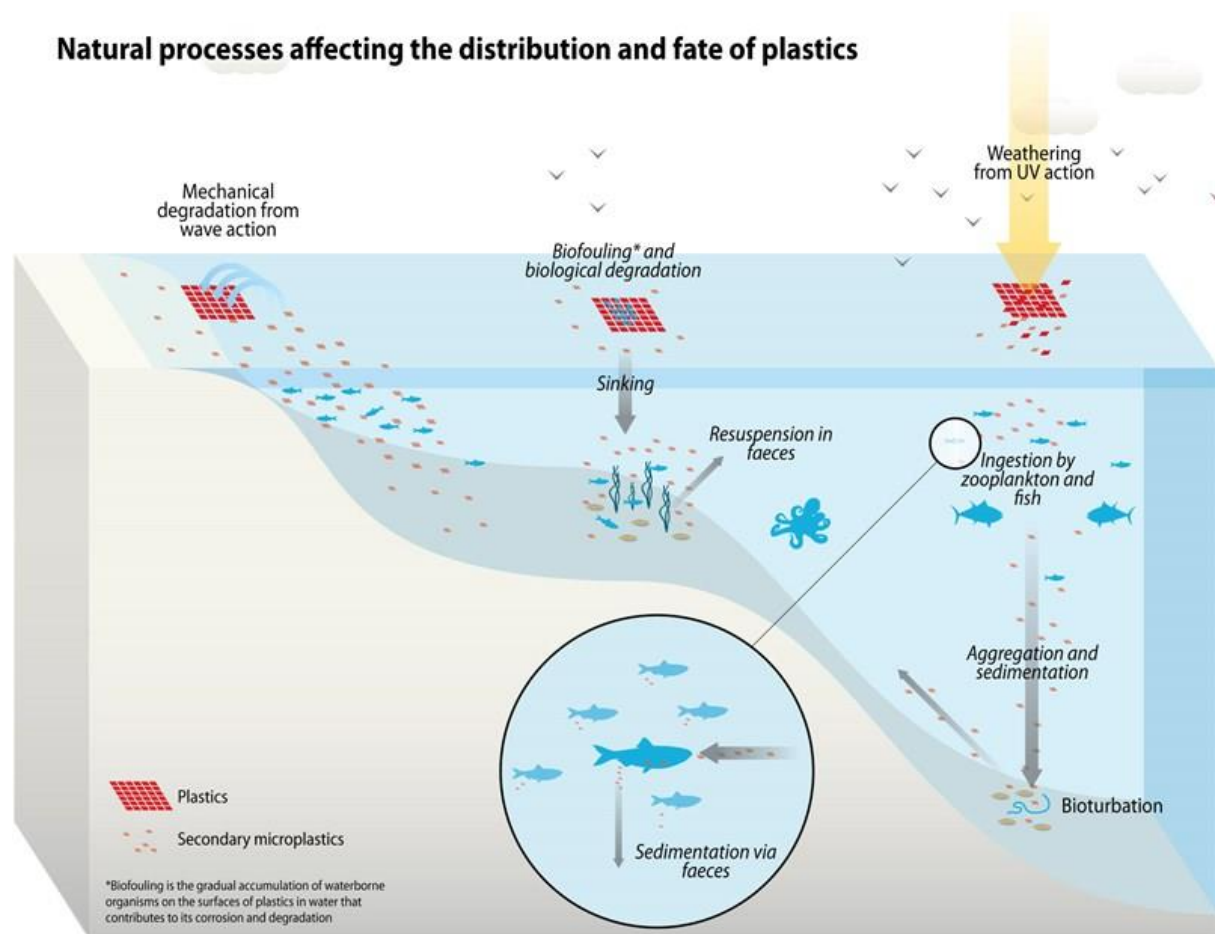 Natural processes affecting the distribution and fate of plastics
Mechanical
degradation from
wave action
Biofouling* and
biological degradation
Weathering
from UV action
Sinking
Resuspension in
faeces
Ingestion by
zooplankton and
fish
Aggregation and
sedimentation
Bioturbation
Sedimentation via
faeces
Plastics
Secondary microplastics
*Biofouling is the gradual accumulation of waterborne
organisms on the surfaces of plastics in water that
contributes to its corrosion and degradation